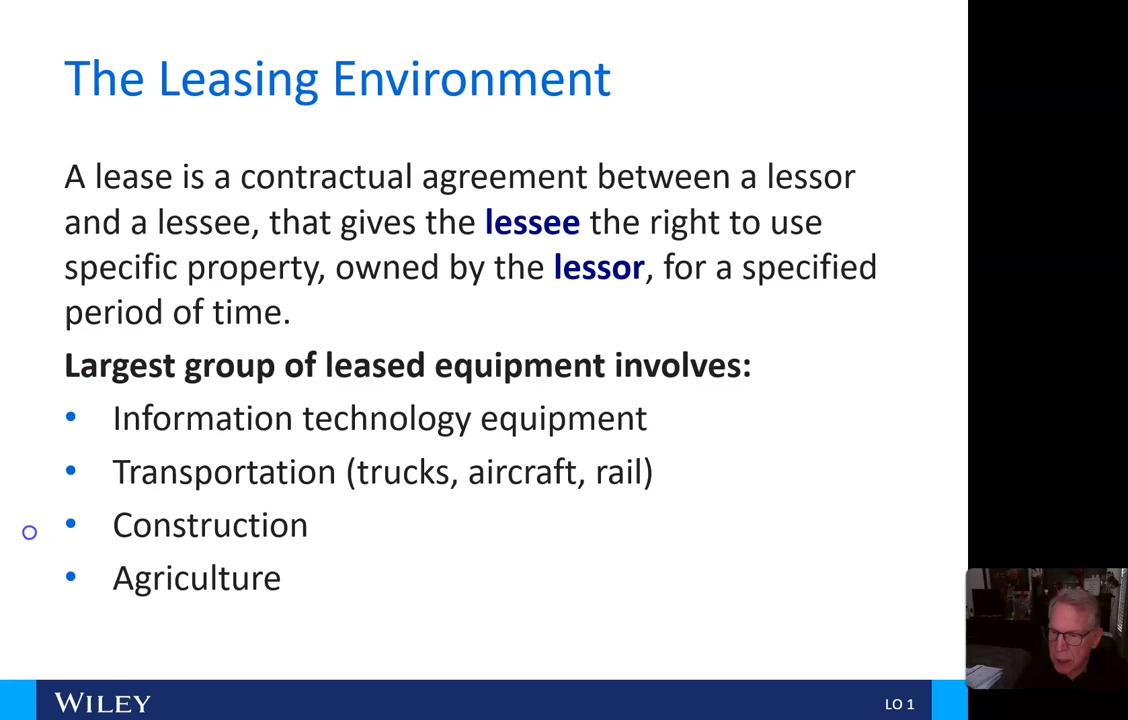 The Leasing Environment
A lease is a contractual agreement between a lessor
and a lessee, that gives the lessee the right to use
specific property, owned by the lessor, for a specified
period of time.
Largest group of leased equipment involves:
• Information technology equipment
• Transportation (trucks, aircraft, rail)
• Construction
• Agriculture
WILEY
LO 1